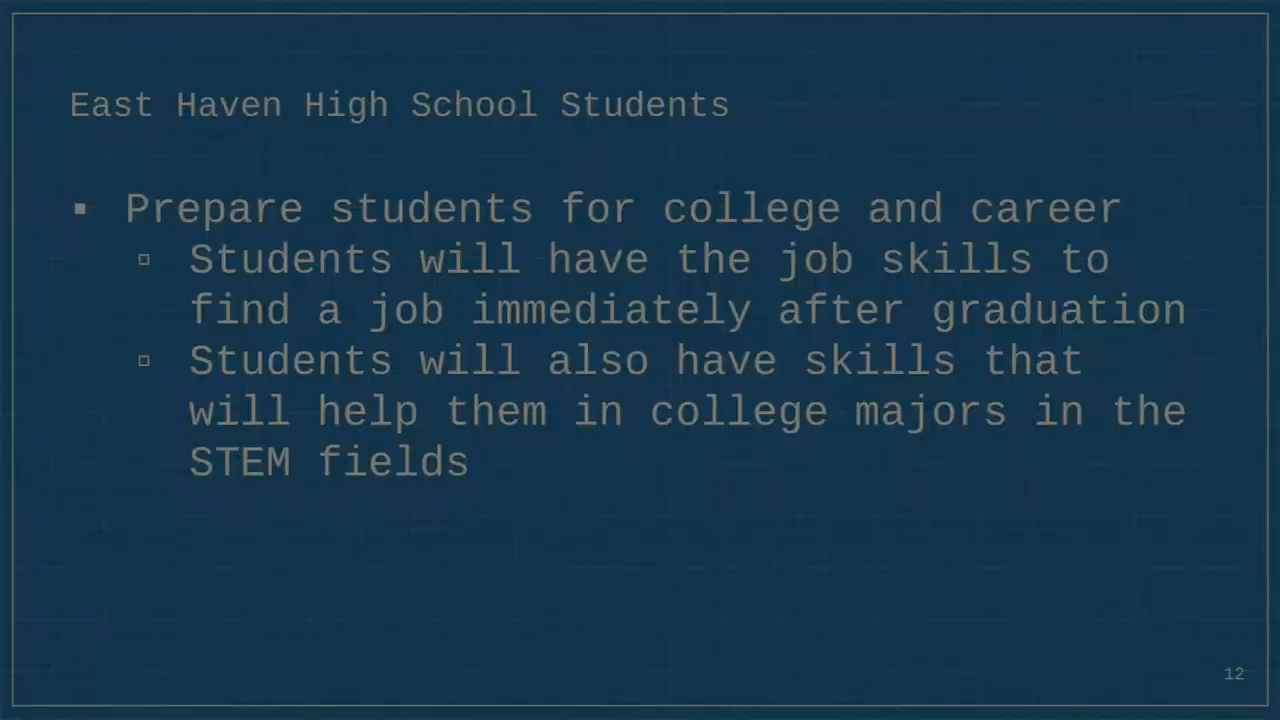 East Haven High School Students
▪ Prepare students for college and career
▫ Students will have the job skills to
find a job immediately after graduation
▫ Students will also have skills that
will help them in college majors in the
STEM fields
12